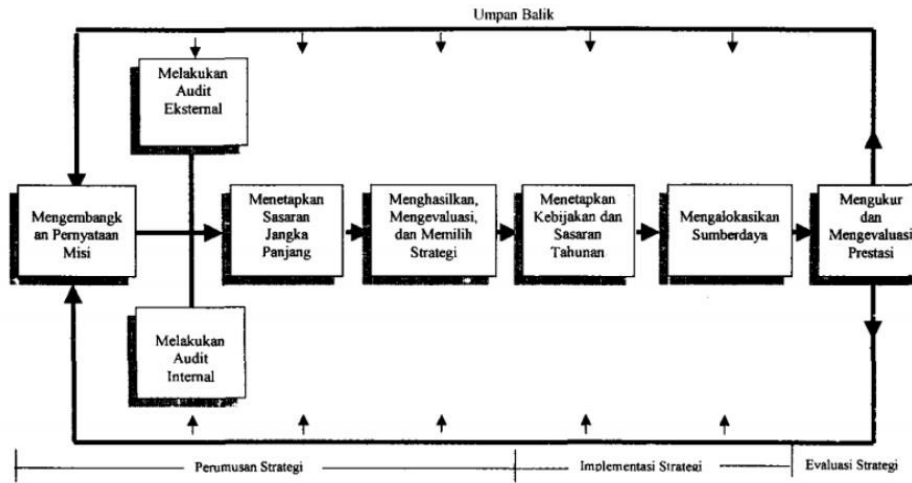 Umpan Balik
Melakukan
Audit
Eksternal
Mengembangk
an Pernyataan
Misi
Menetapkan
Sasaran
Jangka
Panjang
Menghasilkan,
Mengevaluasi,
dan Memilih
Strategi
Menetapkan
Kebijakan dan
Sasaran
Tahunan
Mengalokasikan
Sumberdaya
Mengukur
dan
Mengevaluasi
Prestasi
Melakukan
Audit
Internal
Perumusan Strategi
Implementasi Strategi
Evaluasi Strategi